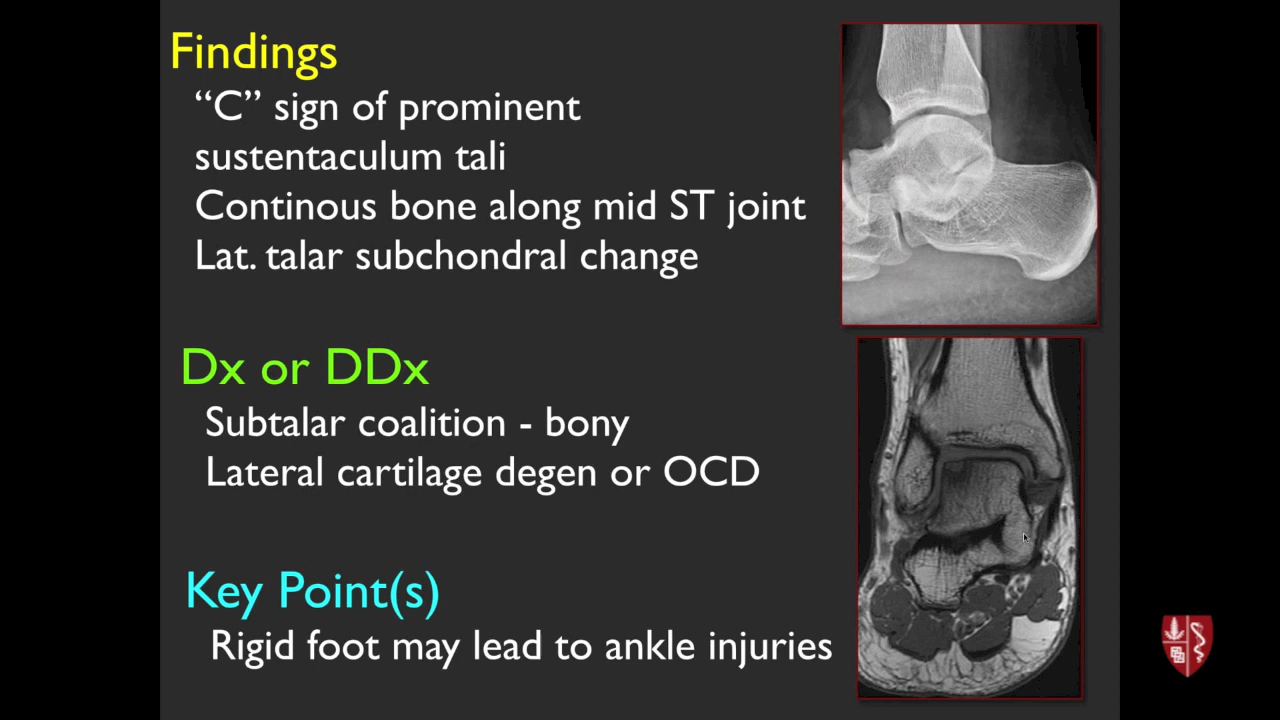 Findings
“C” sign of prominent
sustentaculum tali
Continous bone along mid ST joint
Lat. talar subchondral change
Dx or DDx
Subtalar coalition - bony
Lateral cartilage degen or OCD
Key Point(s)
Rigid foot may lead to ankle injuries